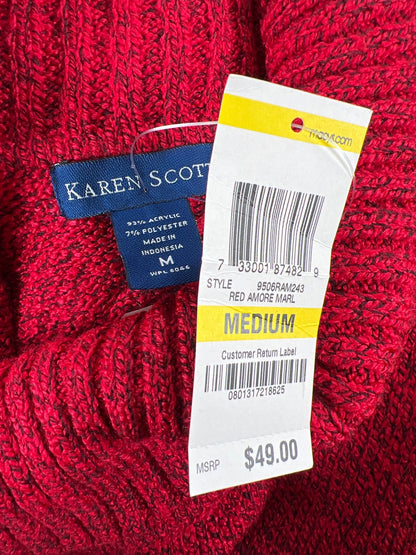 KAREN SCOTT
93% ACRYLIC
7% POLYESTER
MADE IN
INDONESIA
M
WPL 6066
macys.com
7 33001 87482 9
STYLE 9506RAM243
RED AMORE MARL
MEDIUM
Customer Return Label
0801317218625
MSRP $49.00